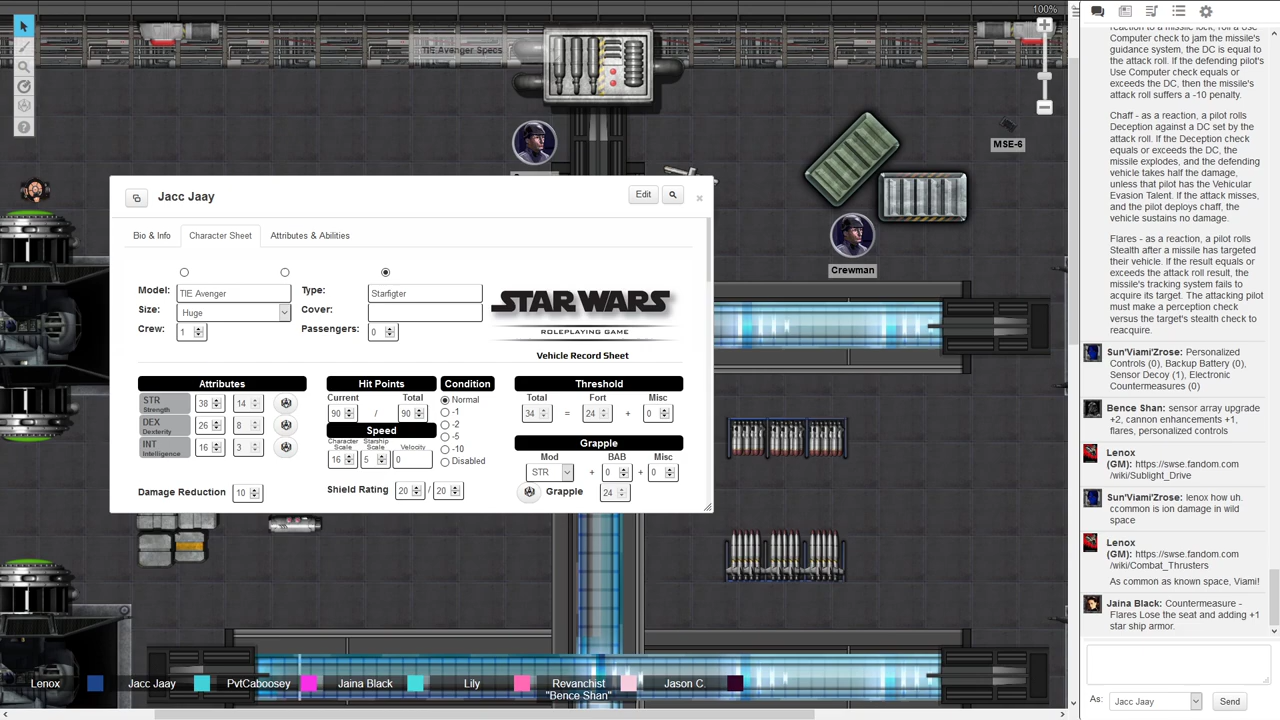 100%
TIE Avenger Specs
MSE-6
Crewman
Jacc Jaay
Edit
Bio & Info
Character Sheet
Attributes & Abilities
Model:
TIE Avenger
Type:
Starfigter
Size:
Huge
Cover:
Crew:
1
Passengers:
0
STAR WARS
ROLEPLAYING GAME
Vehicle Record Sheet
Attributes
STR
Strength
38
14
DEX
Dexterity
26
8
INT
Intelligence
16
3
Damage Reduction
10
Hit Points
Current
Total
90
/
90
Speed
Character Scale
Starship Scale
Velocity
16
5
0
Shield Rating
20
/
20
Condition
Normal
-1
-2
-5
-10
Disabled
Threshold
Total
Fort
Misc
34
=
24
+
0
Grapple
Mod
BAB
Misc
STR
+
0
+
0
Grapple
24
Lenox
Jacc Jaay
PvtCaboosey
Jaina Black
Lily
Revanchist
"Bence Shan"
Jason C.
reaction to a missile lock, roll a Use
Computer check to jam the missile's
guidance system, the DC is equal to
the attack roll. If the defending pilot's
Use Computer check equals or
exceeds the DC, then the missile's
attack roll suffers a -10 penalty.
Chaff - as a reaction, a pilot rolls
Deception against a DC set by the
attack roll. If the Deception check
equals or exceeds the DC, the
missile explodes, and the defending
vehicle takes half the damage,
unless that pilot has the Vehicular
Evasion Talent. If the attack misses,
and the pilot deploys chaff, the
vehicle sustains no damage.
Flares - as a reaction, a pilot rolls
Stealth after a missile has targeted
their vehicle. If the result equals or
exceeds the attack roll result, the
missile's tracking system fails to
acquire its target. The attacking pilot
must make a perception check
versus the target's stealth check to
reacquire.
Sun'Viami'Zrose: Personalized
Controls (0), Backup Battery (0),
Sensor Decoy (1), Electronic
Countermeasures (0)
Bence Shan: sensor array upgrade
+2, cannon enhancements +1,
flares, personalized controls
Lenox
(GM): https://swse.fandom.com
/wiki/Sublight_Drive
Sun'Viami'Zrose: lenox how uh.
ccommon is ion damage in wild
space
Lenox
(GM): https://swse.fandom.com
/wiki/Combat_Thrusters
As common as known space, Viami!
Jaina Black: Countermeasure -
Flares Lose the seat and adding +1
star ship armor.
As:
Jacc Jaay
Send